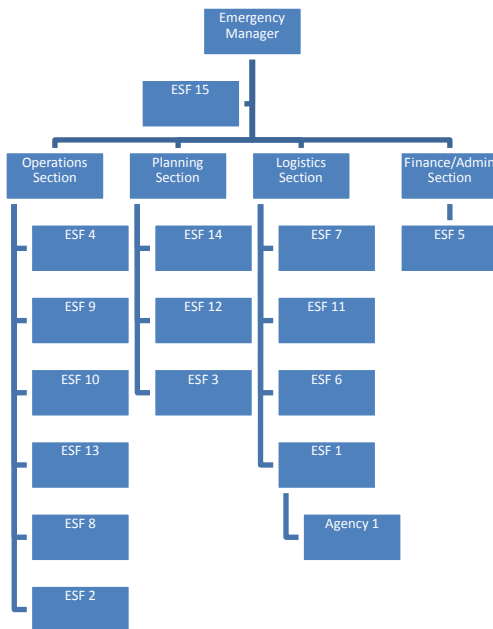 Emergency
Manager
ESF 15
Operations
Section
Planning
Section
Logistics
Section
Finance/Admin
Section
ESF 4
ESF 14
ESF 7
ESF 5
ESF 9
ESF 12
ESF 11
ESF 10
ESF 3
ESF 6
ESF 13
ESF 1
ESF 8
Agency 1
ESF 2